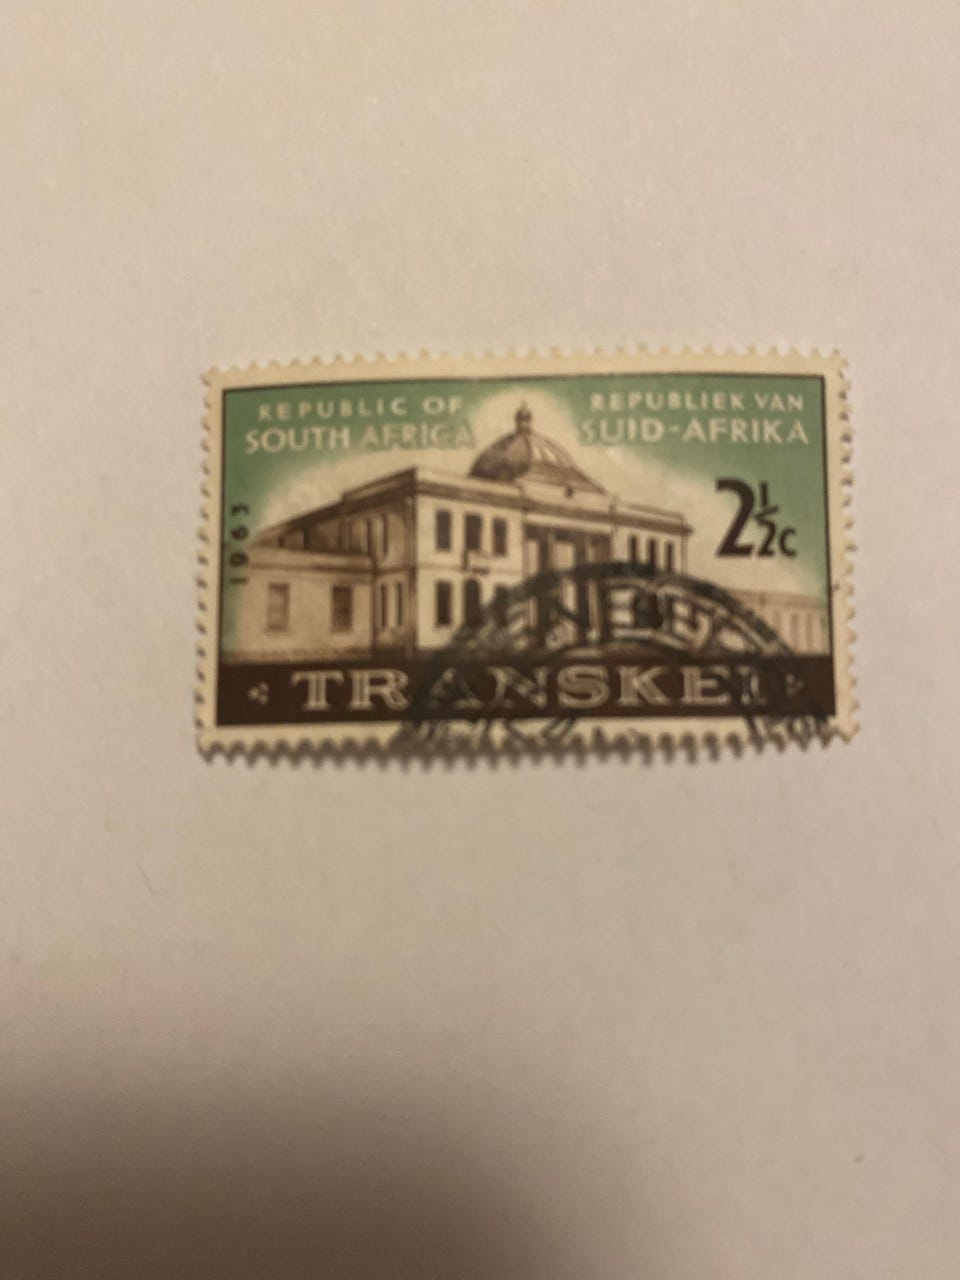 REPUBLIC OF
SOUTH AFRICA
REPUBLIEK VAN
SUID-AFRIKA
1963
2½c
TRANSKEI